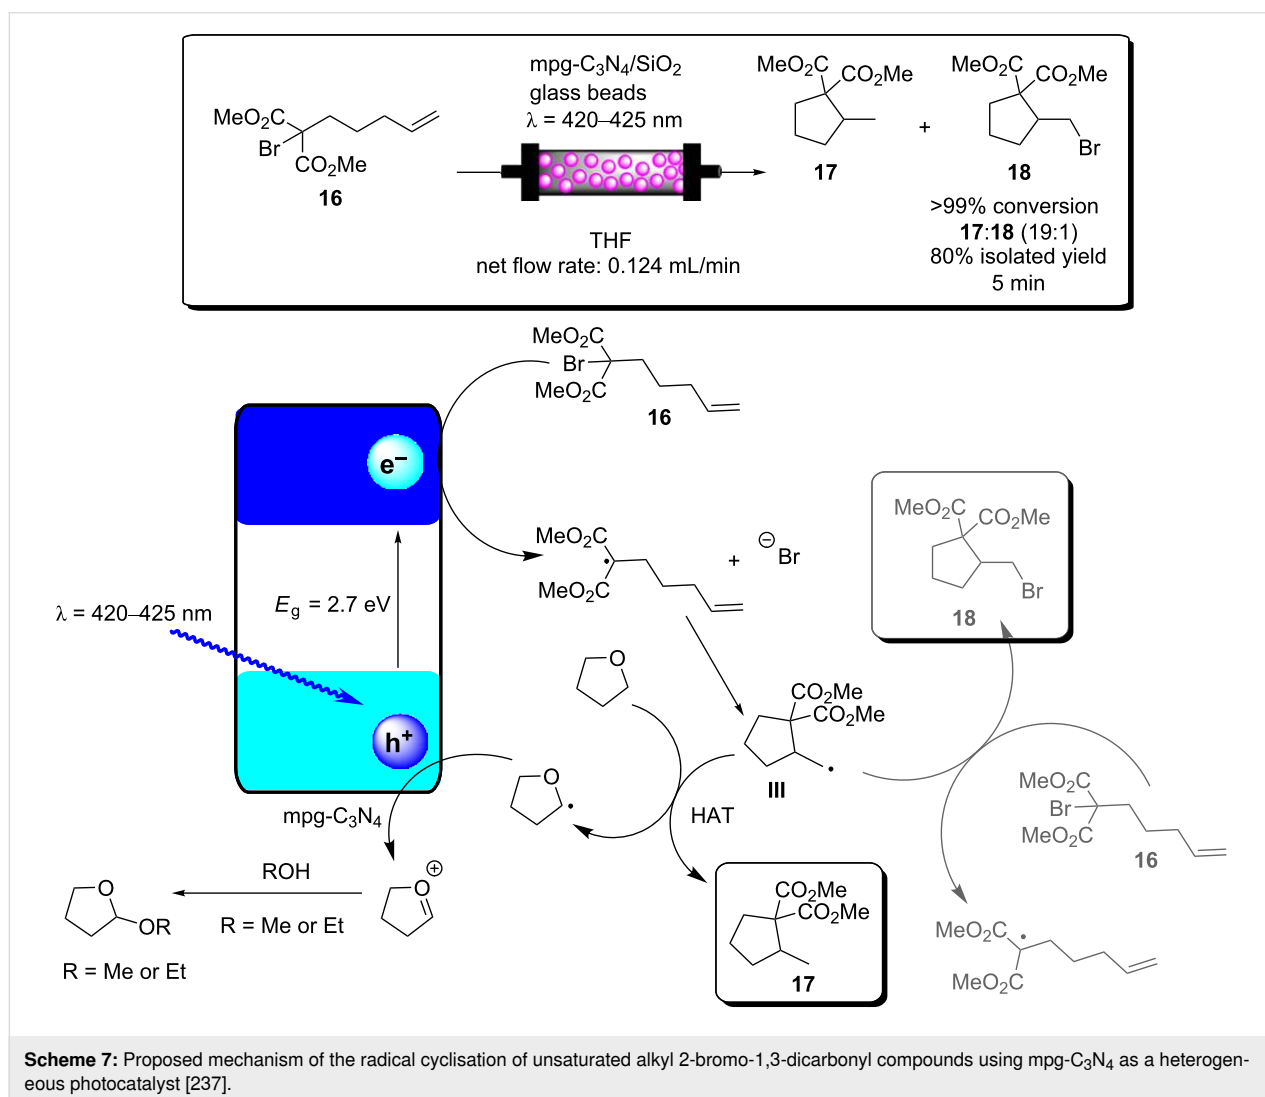 mpg-C3N4/SiO2
glass beads
λ = 420–425 nm
MeO2C
Br
CO2Me
16
THF
net flow rate: 0.124 mL/min
MeO2C
CO2Me
17
+
MeO2C
CO2Me
Br
18
>99% conversion
17:18 (19:1)
80% isolated yield
5 min
MeO2C
Br
MeO2C
16
e–
MeO2C
MeO2C
+
⊖Br
Eg = 2.7 eV
λ = 420–425 nm
h+
mpg-C3N4
O
CO2Me
CO2Me
III
HAT
O
MeO2C
CO2Me
Br
18
MeO2C
Br
MeO2C
16
MeO2C
MeO2C
O
⊕
ROH
R = Me or Et
O
OR
R = Me or Et
CO2Me
CO2Me
17
Scheme 7: Proposed mechanism of the radical cyclisation of unsaturated alkyl 2-bromo-1,3-dicarbonyl compounds using mpg-C3N4 as a heterogen-
eous photocatalyst [237].